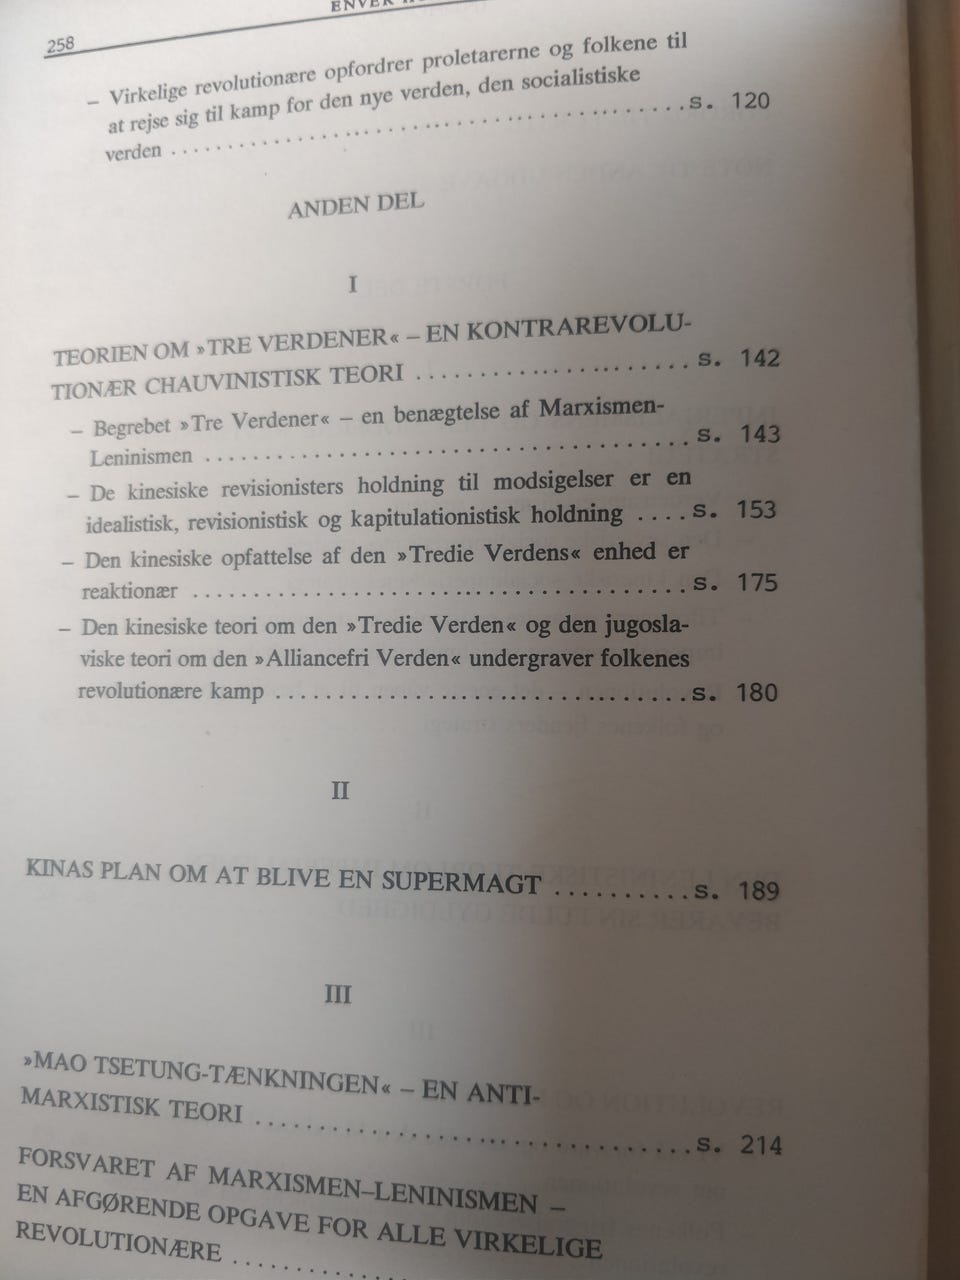 258
ENVER
– Virkelige revolutionære opfordrer proletarerne og folkene til
at rejse sig til kamp for den nye verden, den socialistiske
verden ........................................ s. 120
ANDEN DEL
I
TEORIEN OM »TRE VERDENER« – EN KONTRAREVOLU-
TIONÆR CHAUVINISTISK TEORI ...................... s. 142
– Begrebet »Tre Verdener« – en benægtelse af Marxismen-
Leninismen ........................................ s. 143
– De kinesiske revisionisters holdning til modsigelser er en
idealistisk, revisionistisk og kapitulationistisk holdning .... s. 153
– Den kinesiske opfattelse af den »Tredie Verdens« enhed er
reaktionær ........................................ s. 175
– Den kinesiske teori om den »Tredie Verden« og den jugosla-
viske teori om den »Alliancefri Verden« undergraver folkenes
revolutionære kamp .................................. s. 180
II
KINAS PLAN OM AT BLIVE EN SUPERMAGT ........... s. 189
III
»MAO TSETUNG-TÆNKNINGEN« – EN ANTI-
MARXISTISK TEORI .................................. s. 214
FORSVARET AF MARXISMEN–LENINISMEN –
EN AFGØRENDE OPGAVE FOR ALLE VIRKELIGE
REVOLUTIONÆRE ....................